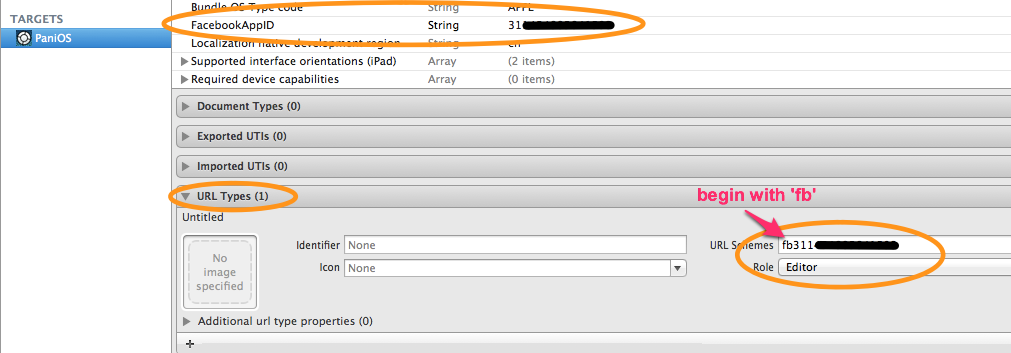 TARGETS
PaniOS
Bundle OS Type code String APPL
FacebookAppID String 31
Localization native development region String en
Supported interface orientations (iPad) Array (2 items)
Required device capabilities Array (0 items)
Document Types (0)
Exported UTIs (0)
Imported UTIs (0)
URL Types (1)
begin with 'fb'
Untitled
No
image
specified
Identifier None
URL Schemes fb311
Icon None
Role Editor
Additional url type properties (0)